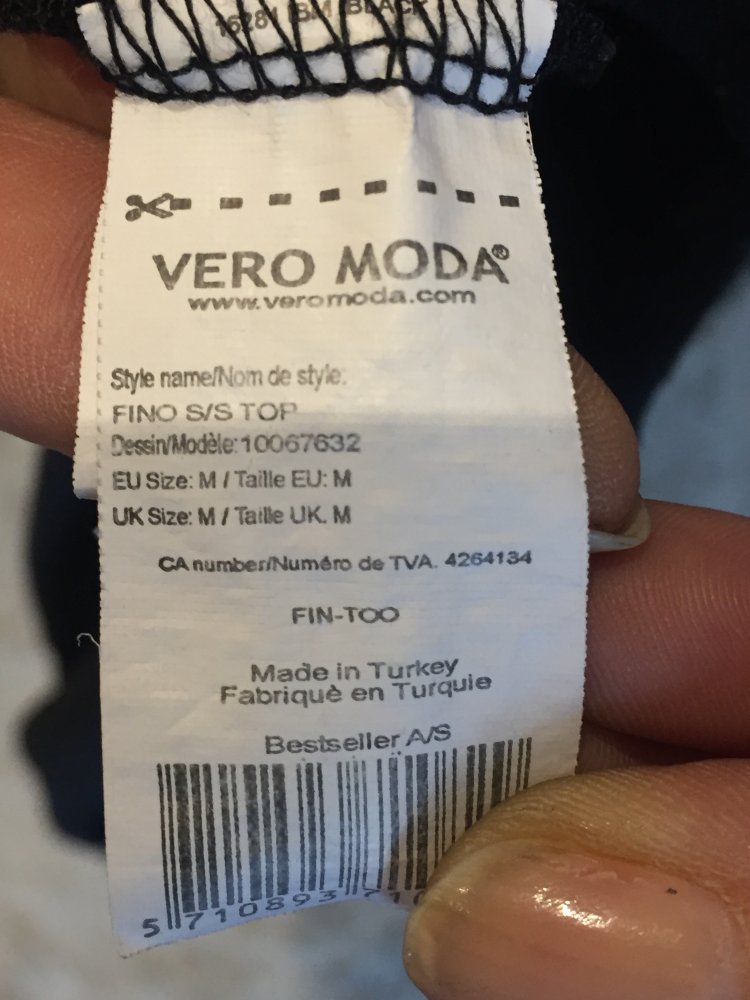 BLACK
VERO MODA®
www.veromoda.com
Style name/Nom de style:
FINO S/S TOP
Dessin/Modèle:10067632
EU Size: M / Taille EU: M
UK Size: M / Taille UK. M
CA number/Numéro de TVA. 4264134
FIN-TOO
Made in Turkey
Fabriquè en Turquie
Bestseller A/S
5 710893 710